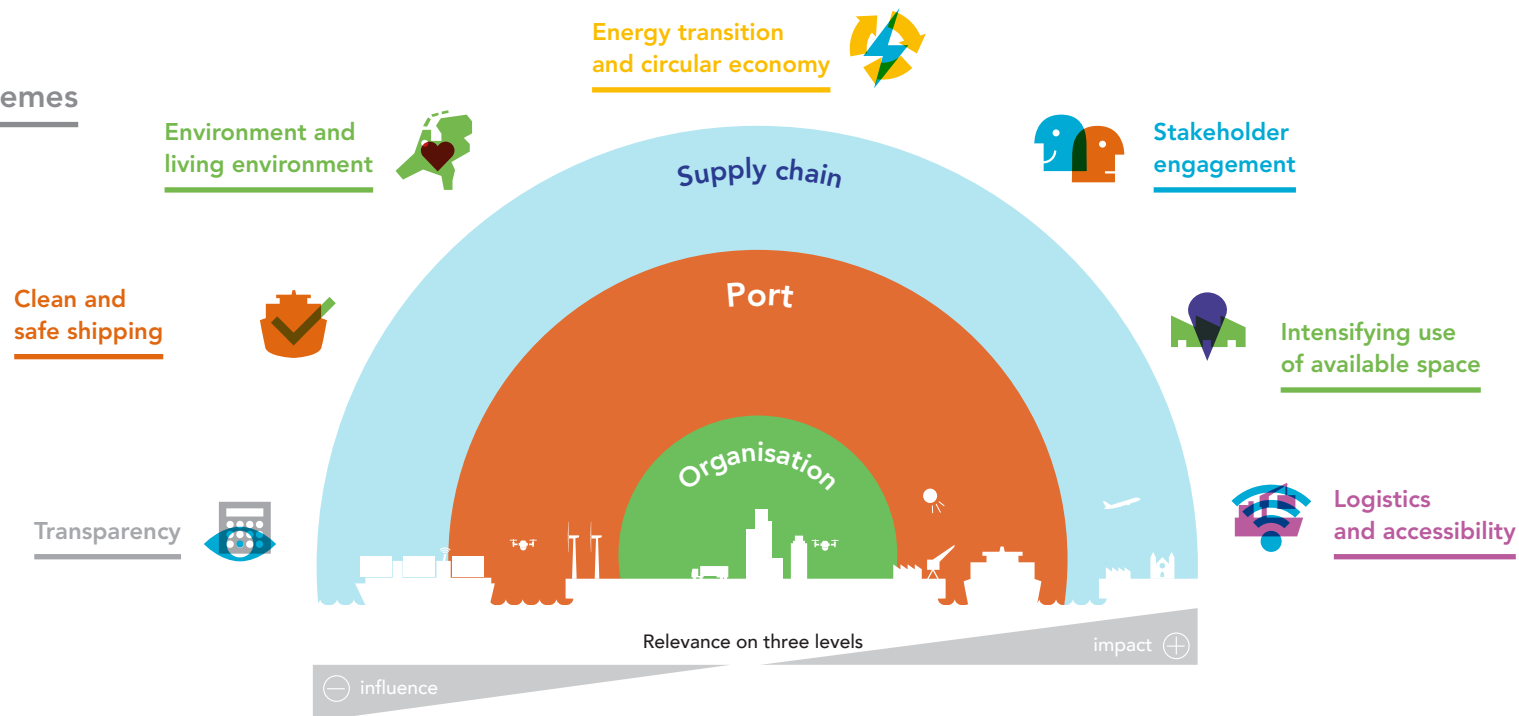 Energy transition
and circular economy
emes
Environment and
living environment
Stakeholder
engagement
Supply chain
Clean and
safe shipping
Port
Intensifying use
of available space
Organisation
Transparency
Logistics
and accessibility
Relevance on three levels
impact +
− influence